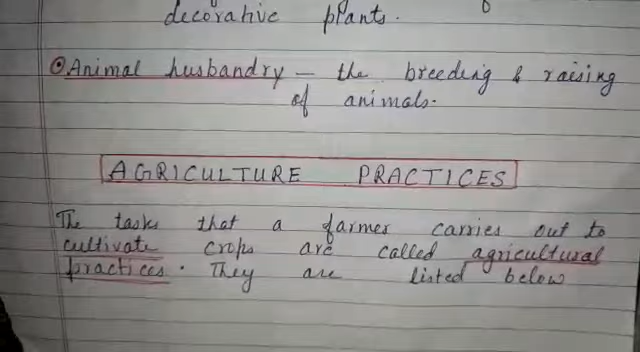 decorative plants.
Animal husbandry – the breeding & raising
of animals.
AGRICULTURE PRACTICES
The tasks that a farmer carries out to
cultivate crops are called agricultural
practices. They are listed below